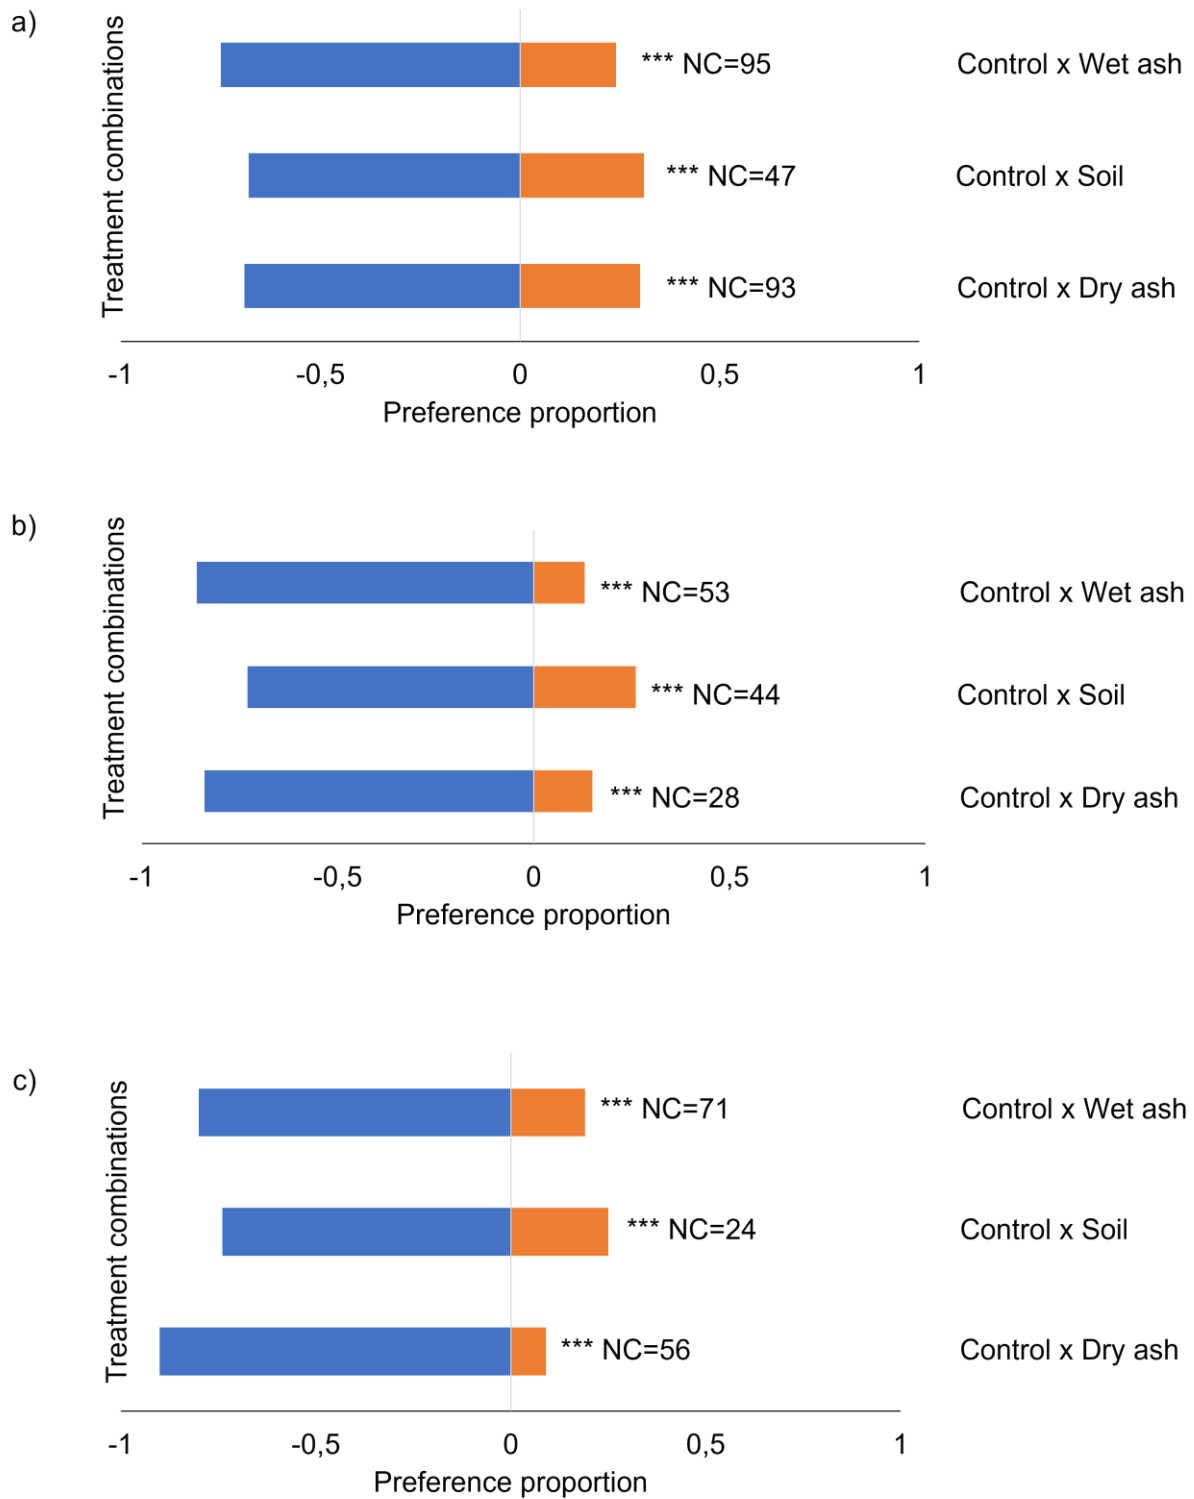 a)
Treatment combinations
*** NC=95
Control x Wet ash
*** NC=47
Control x Soil
*** NC=93
Control x Dry ash
-1 -0,5 0 0,5 1
Preference proportion
b)
Treatment combinations
*** NC=53
Control x Wet ash
*** NC=44
Control x Soil
*** NC=28
Control x Dry ash
-1 -0,5 0 0,5 1
Preference proportion
c)
Treatment combinations
*** NC=71
Control x Wet ash
*** NC=24
Control x Soil
*** NC=56
Control x Dry ash
-1 -0,5 0 0,5 1
Preference proportion